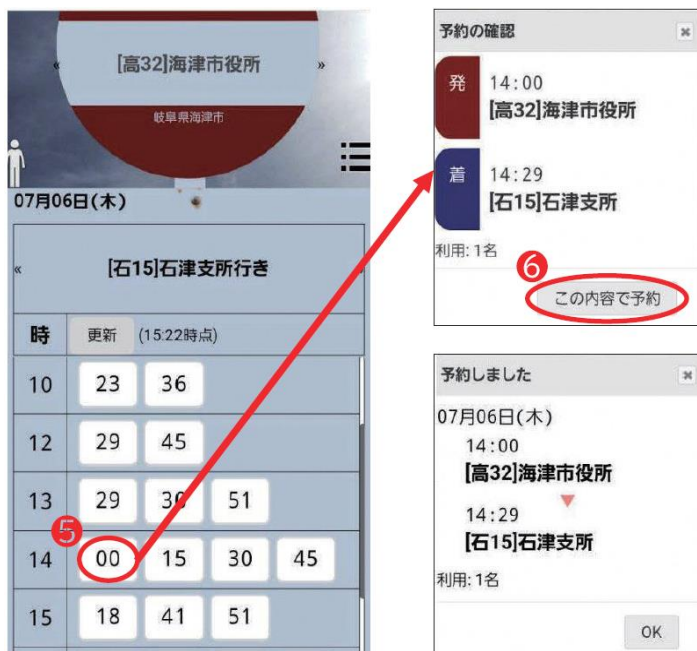 « [高32]海津市役所 »
岐阜県海津市
07月06日(木)
« [石15]石津支所行き
時 更新 (15:22時点)
10 23 36
12 29 45
13 29 30 51
❺
14 00 15 30 45
15 18 41 51
予約の確認 ×
発 14:00
[高32]海津市役所
着 14:29
[石15]石津支所
利用: 1名
❻
この内容で予約
予約しました ×
07月06日(木)
14:00
[高32]海津市役所
▼
14:29
[石15]石津支所
利用: 1名
OK